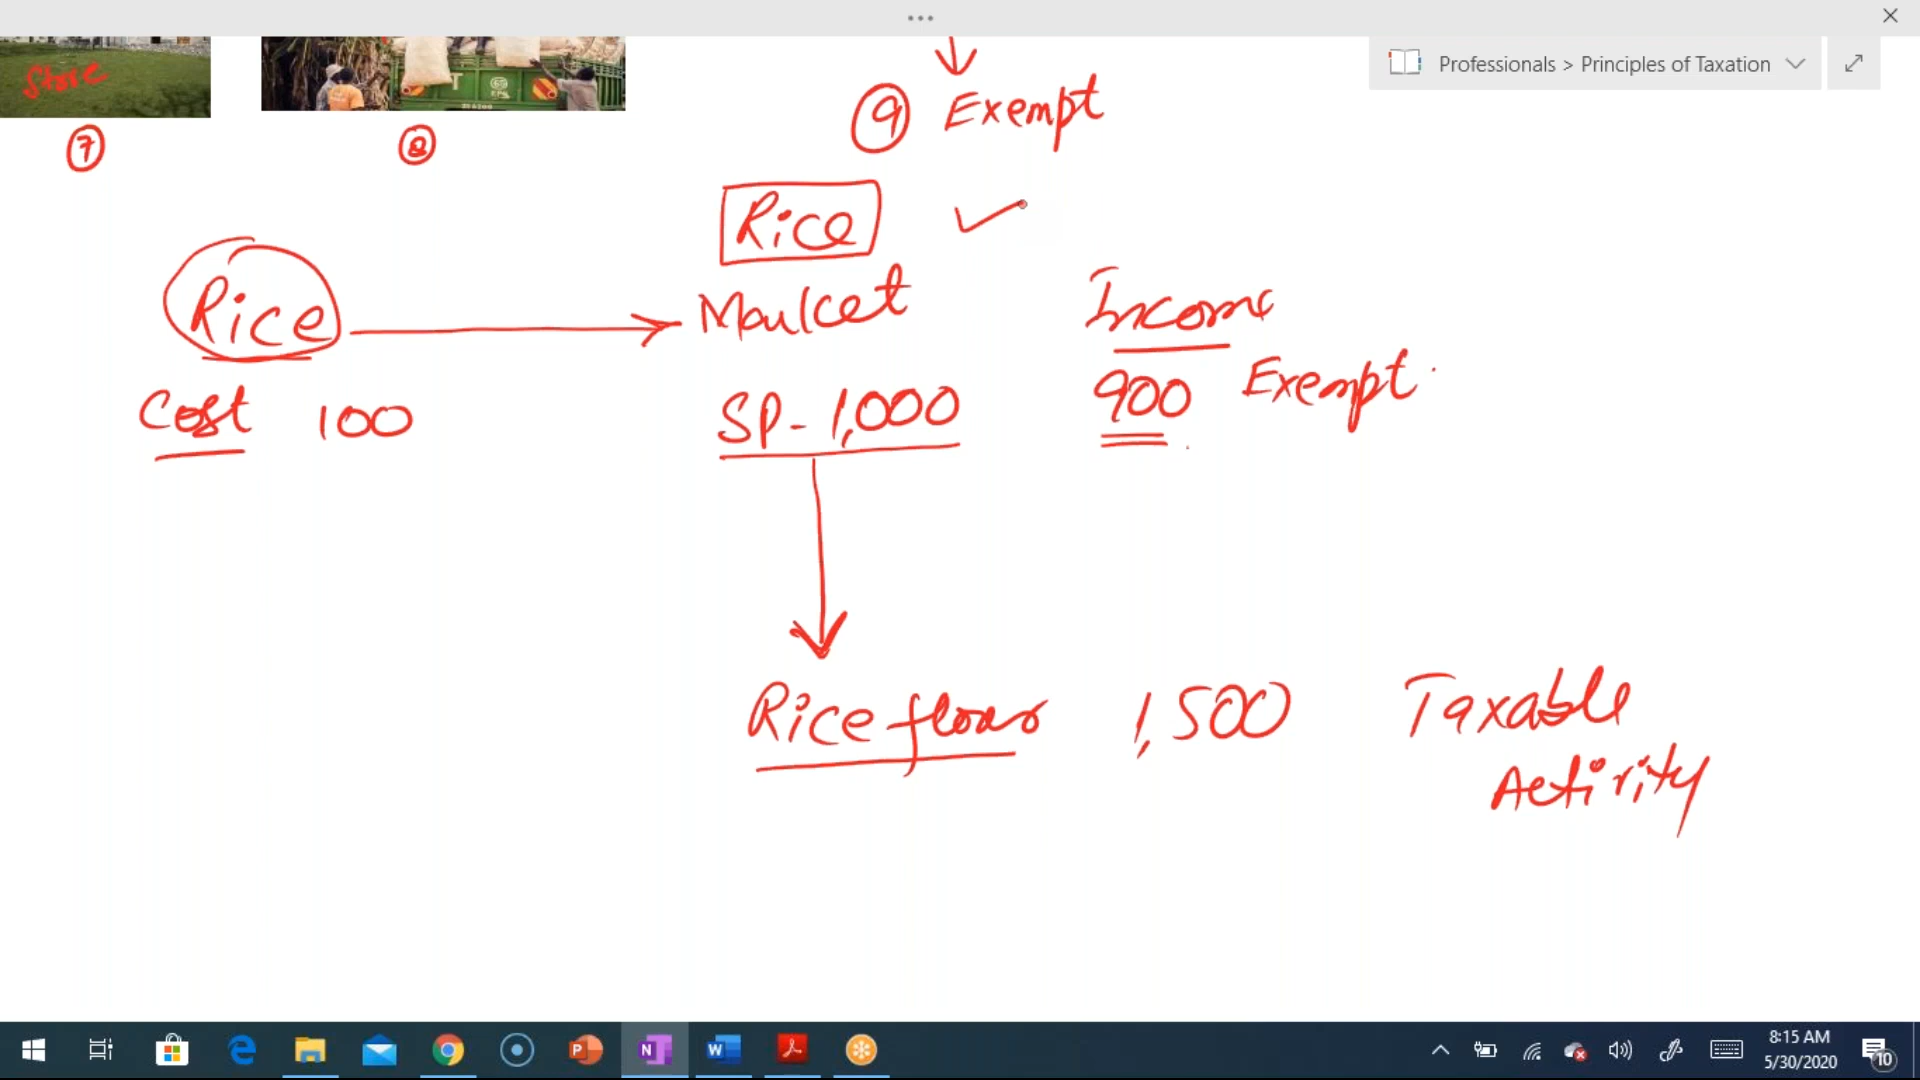 Professionals > Principles of Taxation
Store
7
8
9 Exempt
Rice
Rice
Market
Income
Cost 100
SP - 1,000
900 Exempt
Rice flour 1,500 Taxable
Activity
8:15 AM
5/30/2020
10